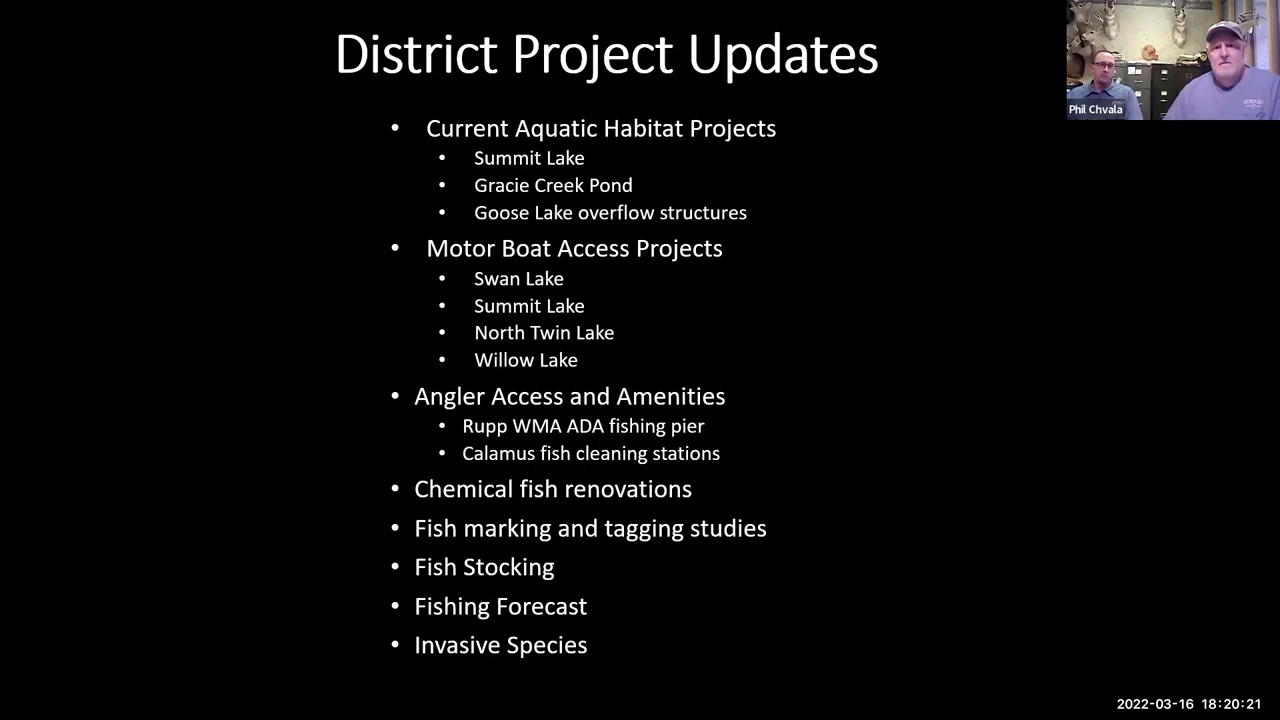 District Project Updates
• Current Aquatic Habitat Projects
• Summit Lake
• Gracie Creek Pond
• Goose Lake overflow structures
• Motor Boat Access Projects
• Swan Lake
• Summit Lake
• North Twin Lake
• Willow Lake
• Angler Access and Amenities
• Rupp WMA ADA fishing pier
• Calamus fish cleaning stations
• Chemical fish renovations
• Fish marking and tagging studies
• Fish Stocking
• Fishing Forecast
• Invasive Species
Phil Chvala
2022-03-16 18:20:21